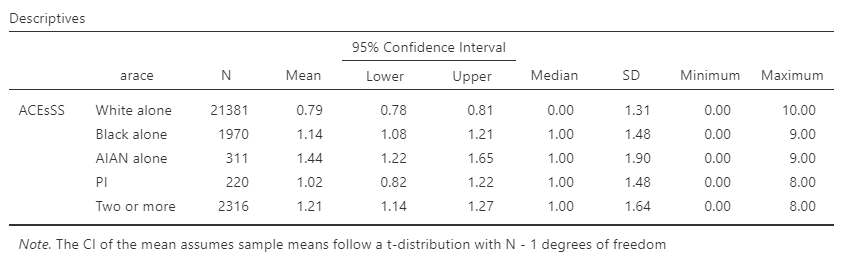 Descriptives
95% Confidence Interval
arace N Mean Lower Upper Median SD Minimum Maximum
ACEsSS White alone 21381 0.79 0.78 0.81 0.00 1.31 0.00 10.00
Black alone 1970 1.14 1.08 1.21 1.00 1.48 0.00 9.00
AIAN alone 311 1.44 1.22 1.65 1.00 1.90 0.00 9.00
PI 220 1.02 0.82 1.22 1.00 1.48 0.00 8.00
Two or more 2316 1.21 1.14 1.27 1.00 1.64 0.00 8.00
Note. The CI of the mean assumes sample means follow a t-distribution with N - 1 degrees of freedom